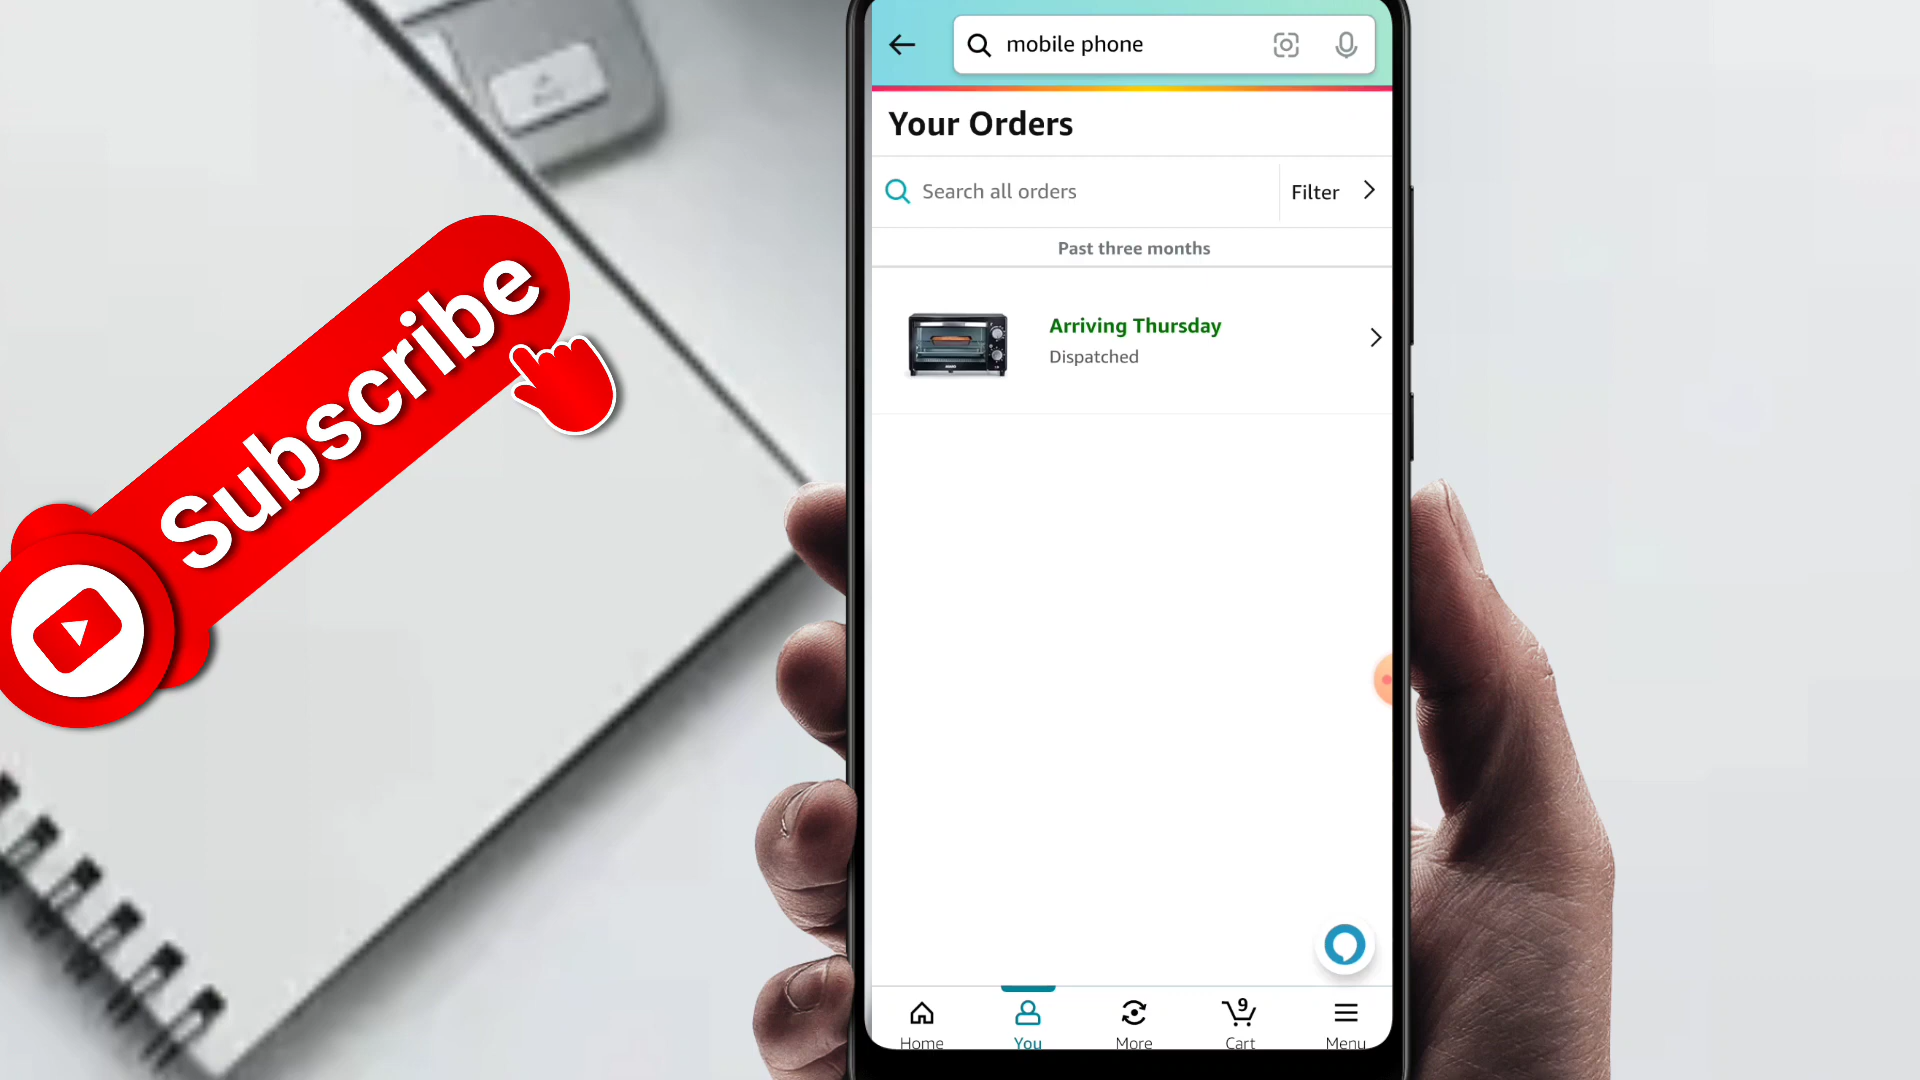 mobile phone
Your Orders
Search all orders
Filter
Past three months
Arriving Thursday
Dispatched
Subscribe
9
Home
You
More
Cart
Menu